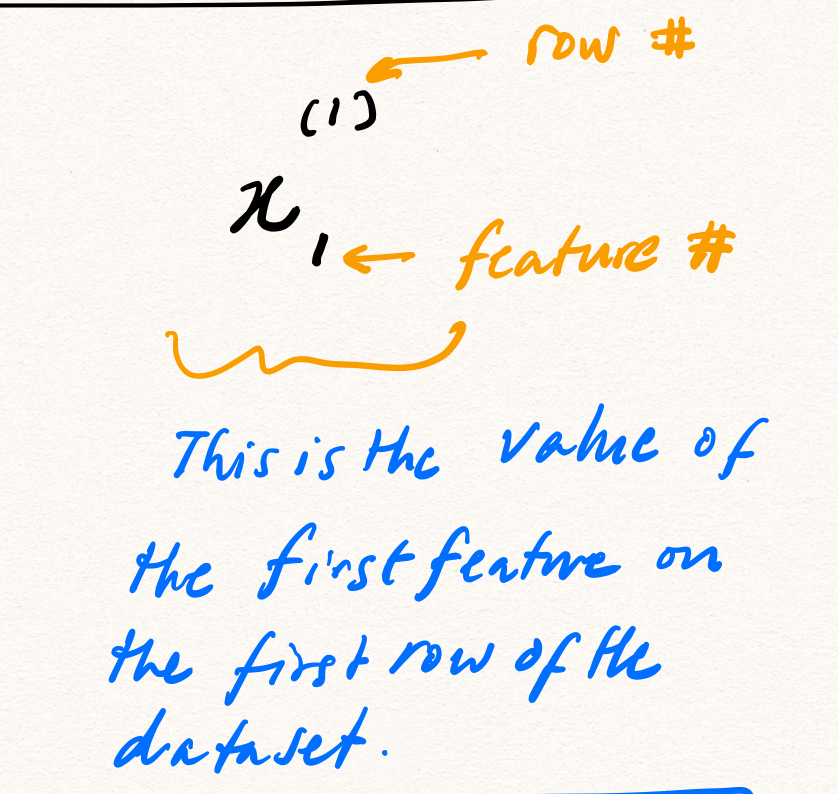 row #
(1)
x
1
feature #
This is the value of
the first feature on
the first row of the
dataset.